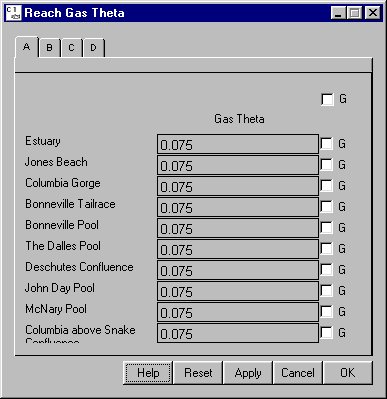 Reach Gas Theta
A B C D
G
Gas Theta
Estuary 0.075 G
Jones Beach 0.075 G
Columbia Gorge 0.075 G
Bonneville Tailrace 0.075 G
Bonneville Pool 0.075 G
The Dalles Pool 0.075 G
Deschutes Confluence 0.075 G
John Day Pool 0.075 G
McNary Pool 0.075 G
Columbia above Snake 0.075 G
Confluence
Help Reset Apply Cancel OK